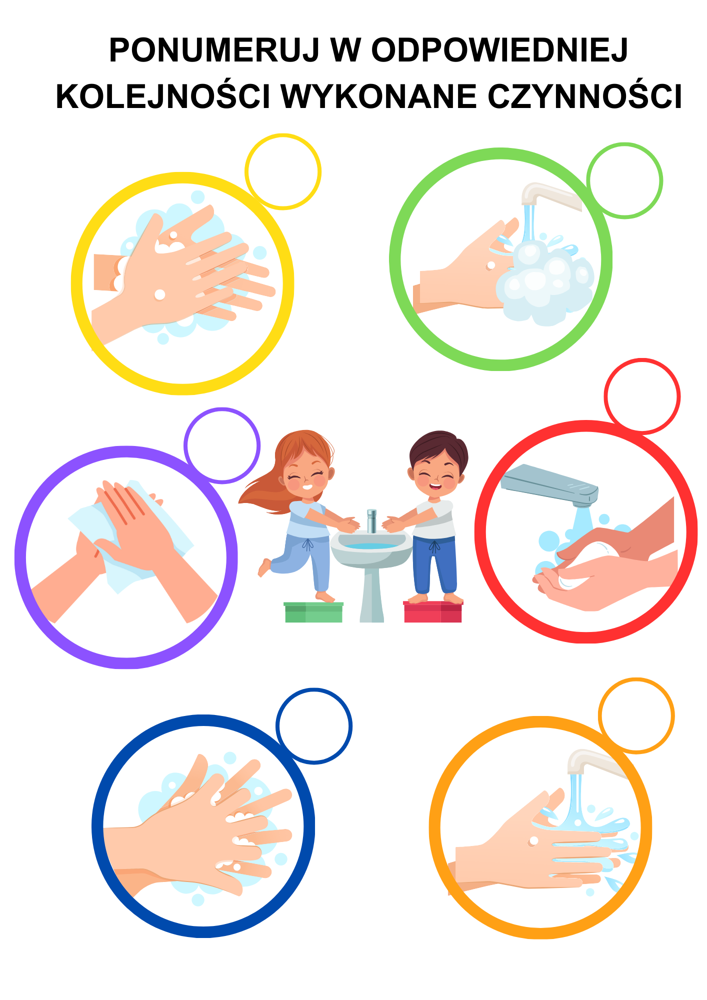 PONUMERUJ W ODPOWIEDNIEJ
KOLEJNOŚCI WYKONANE CZYNNOŚCI